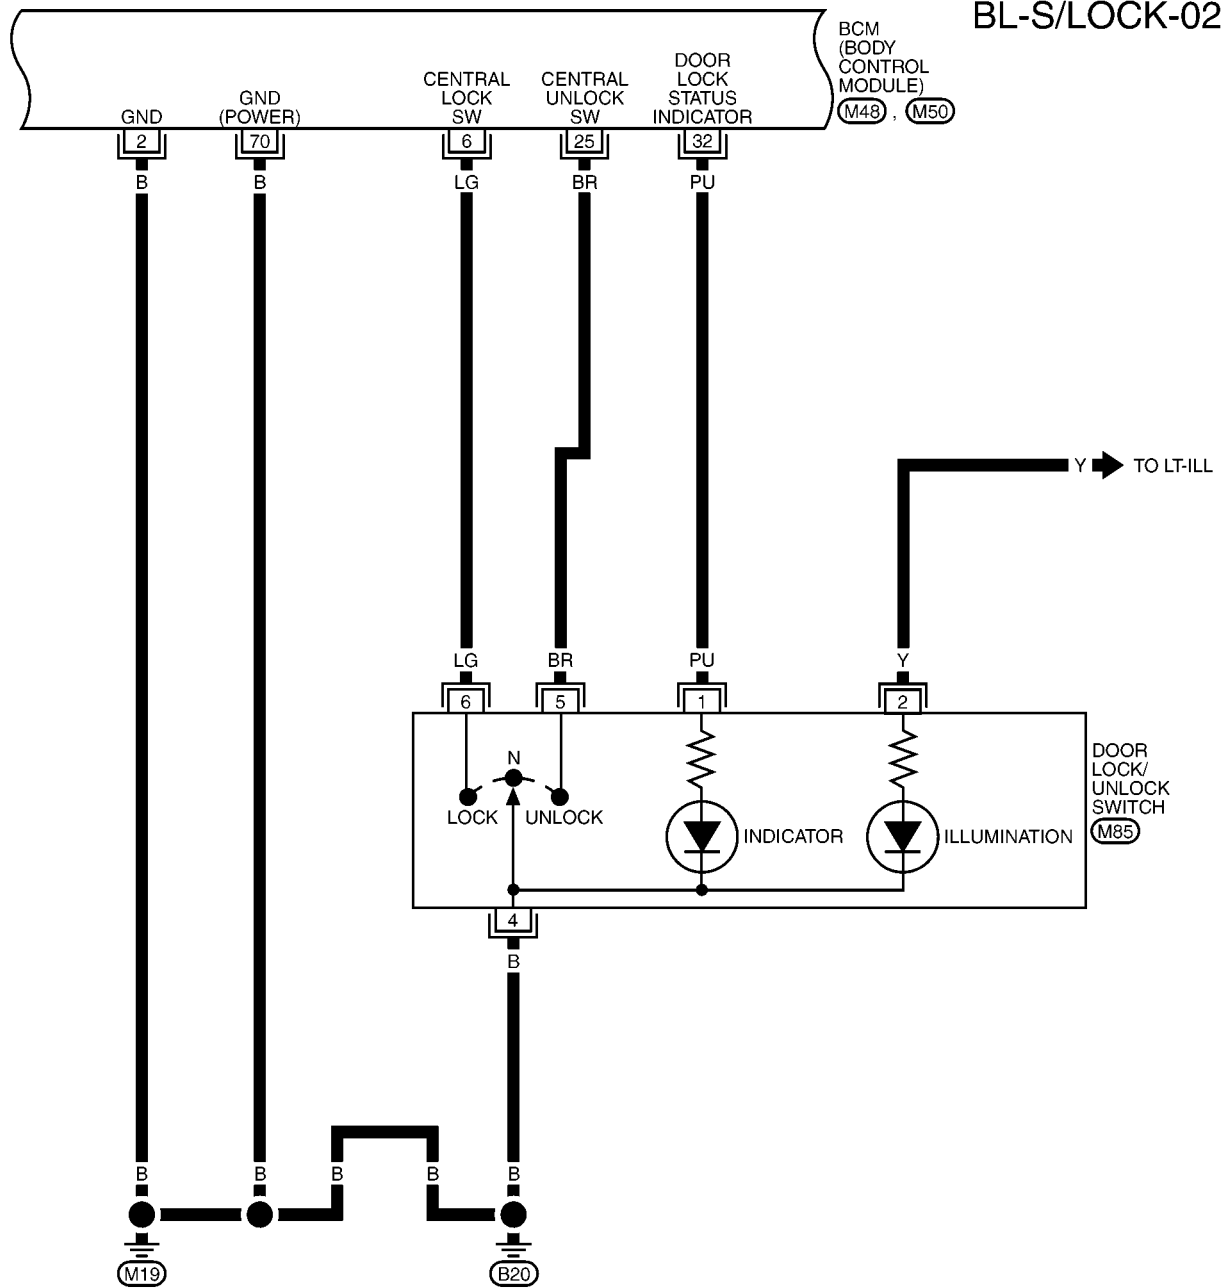 BL-S/LOCK-02
BCM
(BODY
CONTROL
MODULE)
M48 , M50
GND
GND
(POWER)
CENTRAL
LOCK
SW
CENTRAL
UNLOCK
SW
DOOR
LOCK
STATUS
INDICATOR
2 70 6 25 32
B B LG BR PU
Y TO LT-ILL
LG BR PU Y
6 5 1 2
N
LOCK UNLOCK
INDICATOR
ILLUMINATION
DOOR
LOCK/
UNLOCK
SWITCH
M85
4
B
B B B B B
M19 B20